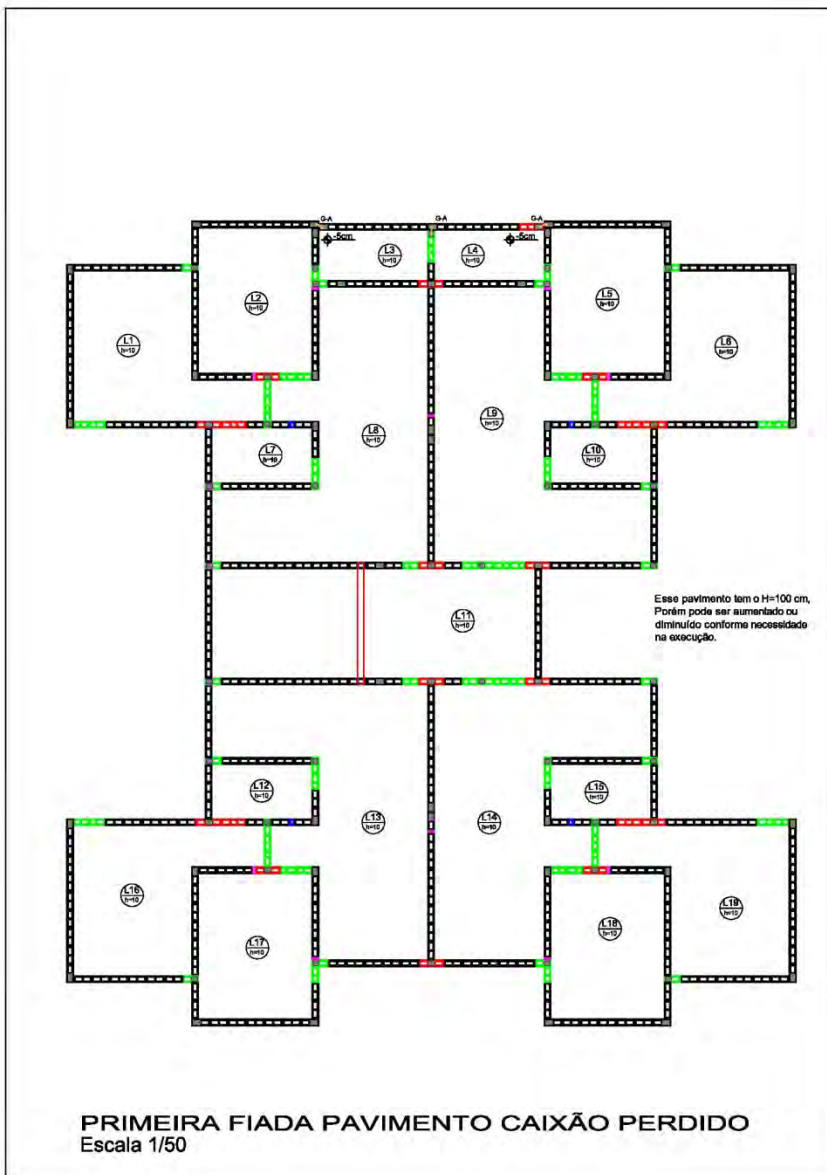 G-A G-A G-A
-5cm -5cm
L3
h=10
L4
h=10
L2
h=10
L5
h=10
L1
h=10
L6
h=10
L8
h=10
L9
h=10
L7
h=10
L10
h=10
L11
h=10
Esse pavimento tem o H=100 cm,
Porém pode ser aumentado ou
diminuído conforme necessidade
na execução.
L12
h=10
L15
h=10
L13
h=10
L14
h=10
L16
h=10
L19
h=10
L17
h=10
L18
h=10
PRIMEIRA FIADA PAVIMENTO CAIXÃO PERDIDO
Escala 1/50